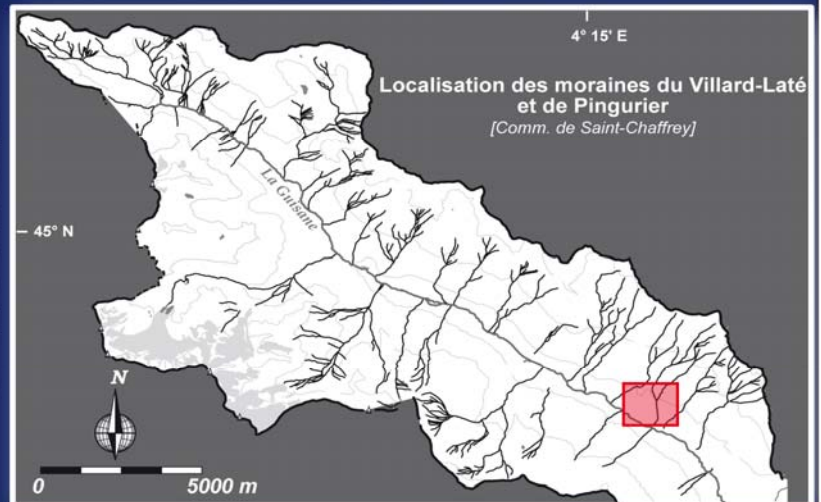 4° 15' E
Localisation des moraines du Villard-Laté
et de Pingurier
[Comm. de Saint-Chaffrey]
La Guisane
45° N
N
0 5000 m